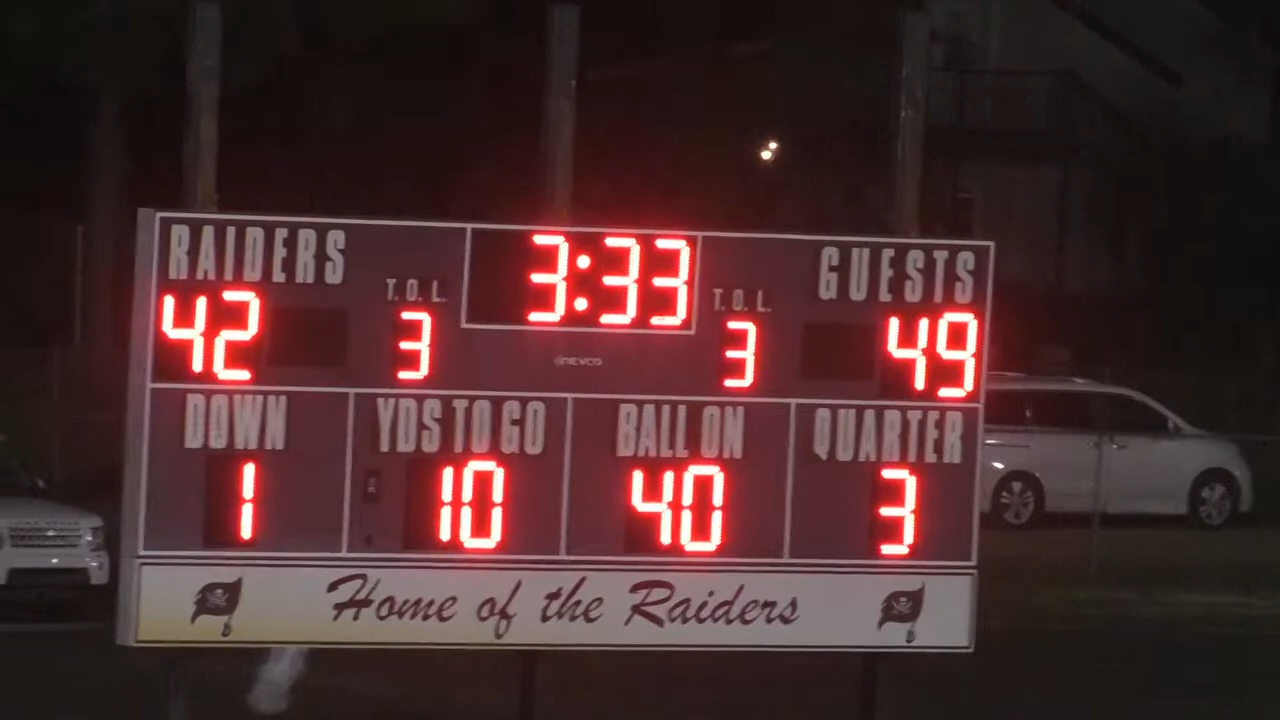 RAIDERS 3:33 GUESTS
T.O.L. T.O.L.
42 3 3 49
NEVCO
DOWN YDS TO GO BALL ON QUARTER
1 10 40 3
Home of the Raiders